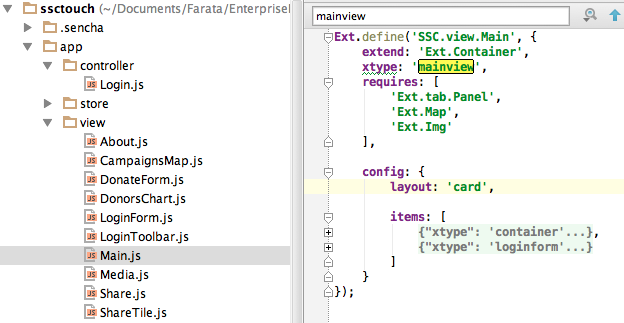 ssctouch (~/Documents/Farata/EnterpriseI
.sencha
app
controller
Login.js
store
view
About.js
CampaignsMap.js
DonateForm.js
DonorsChart.js
LoginForm.js
LoginToolbar.js
Main.js
Media.js
Share.js
ShareTile.js
mainview
Ext.define('SSC.view.Main', {
extend: 'Ext.Container',
xtype: 'mainview',
requires: [
'Ext.tab.Panel',
'Ext.Map',
'Ext.Img'
],
config: {
layout: 'card',
items: [
{"xtype": 'container'...},
{"xtype": 'loginform'...}
]
}
});